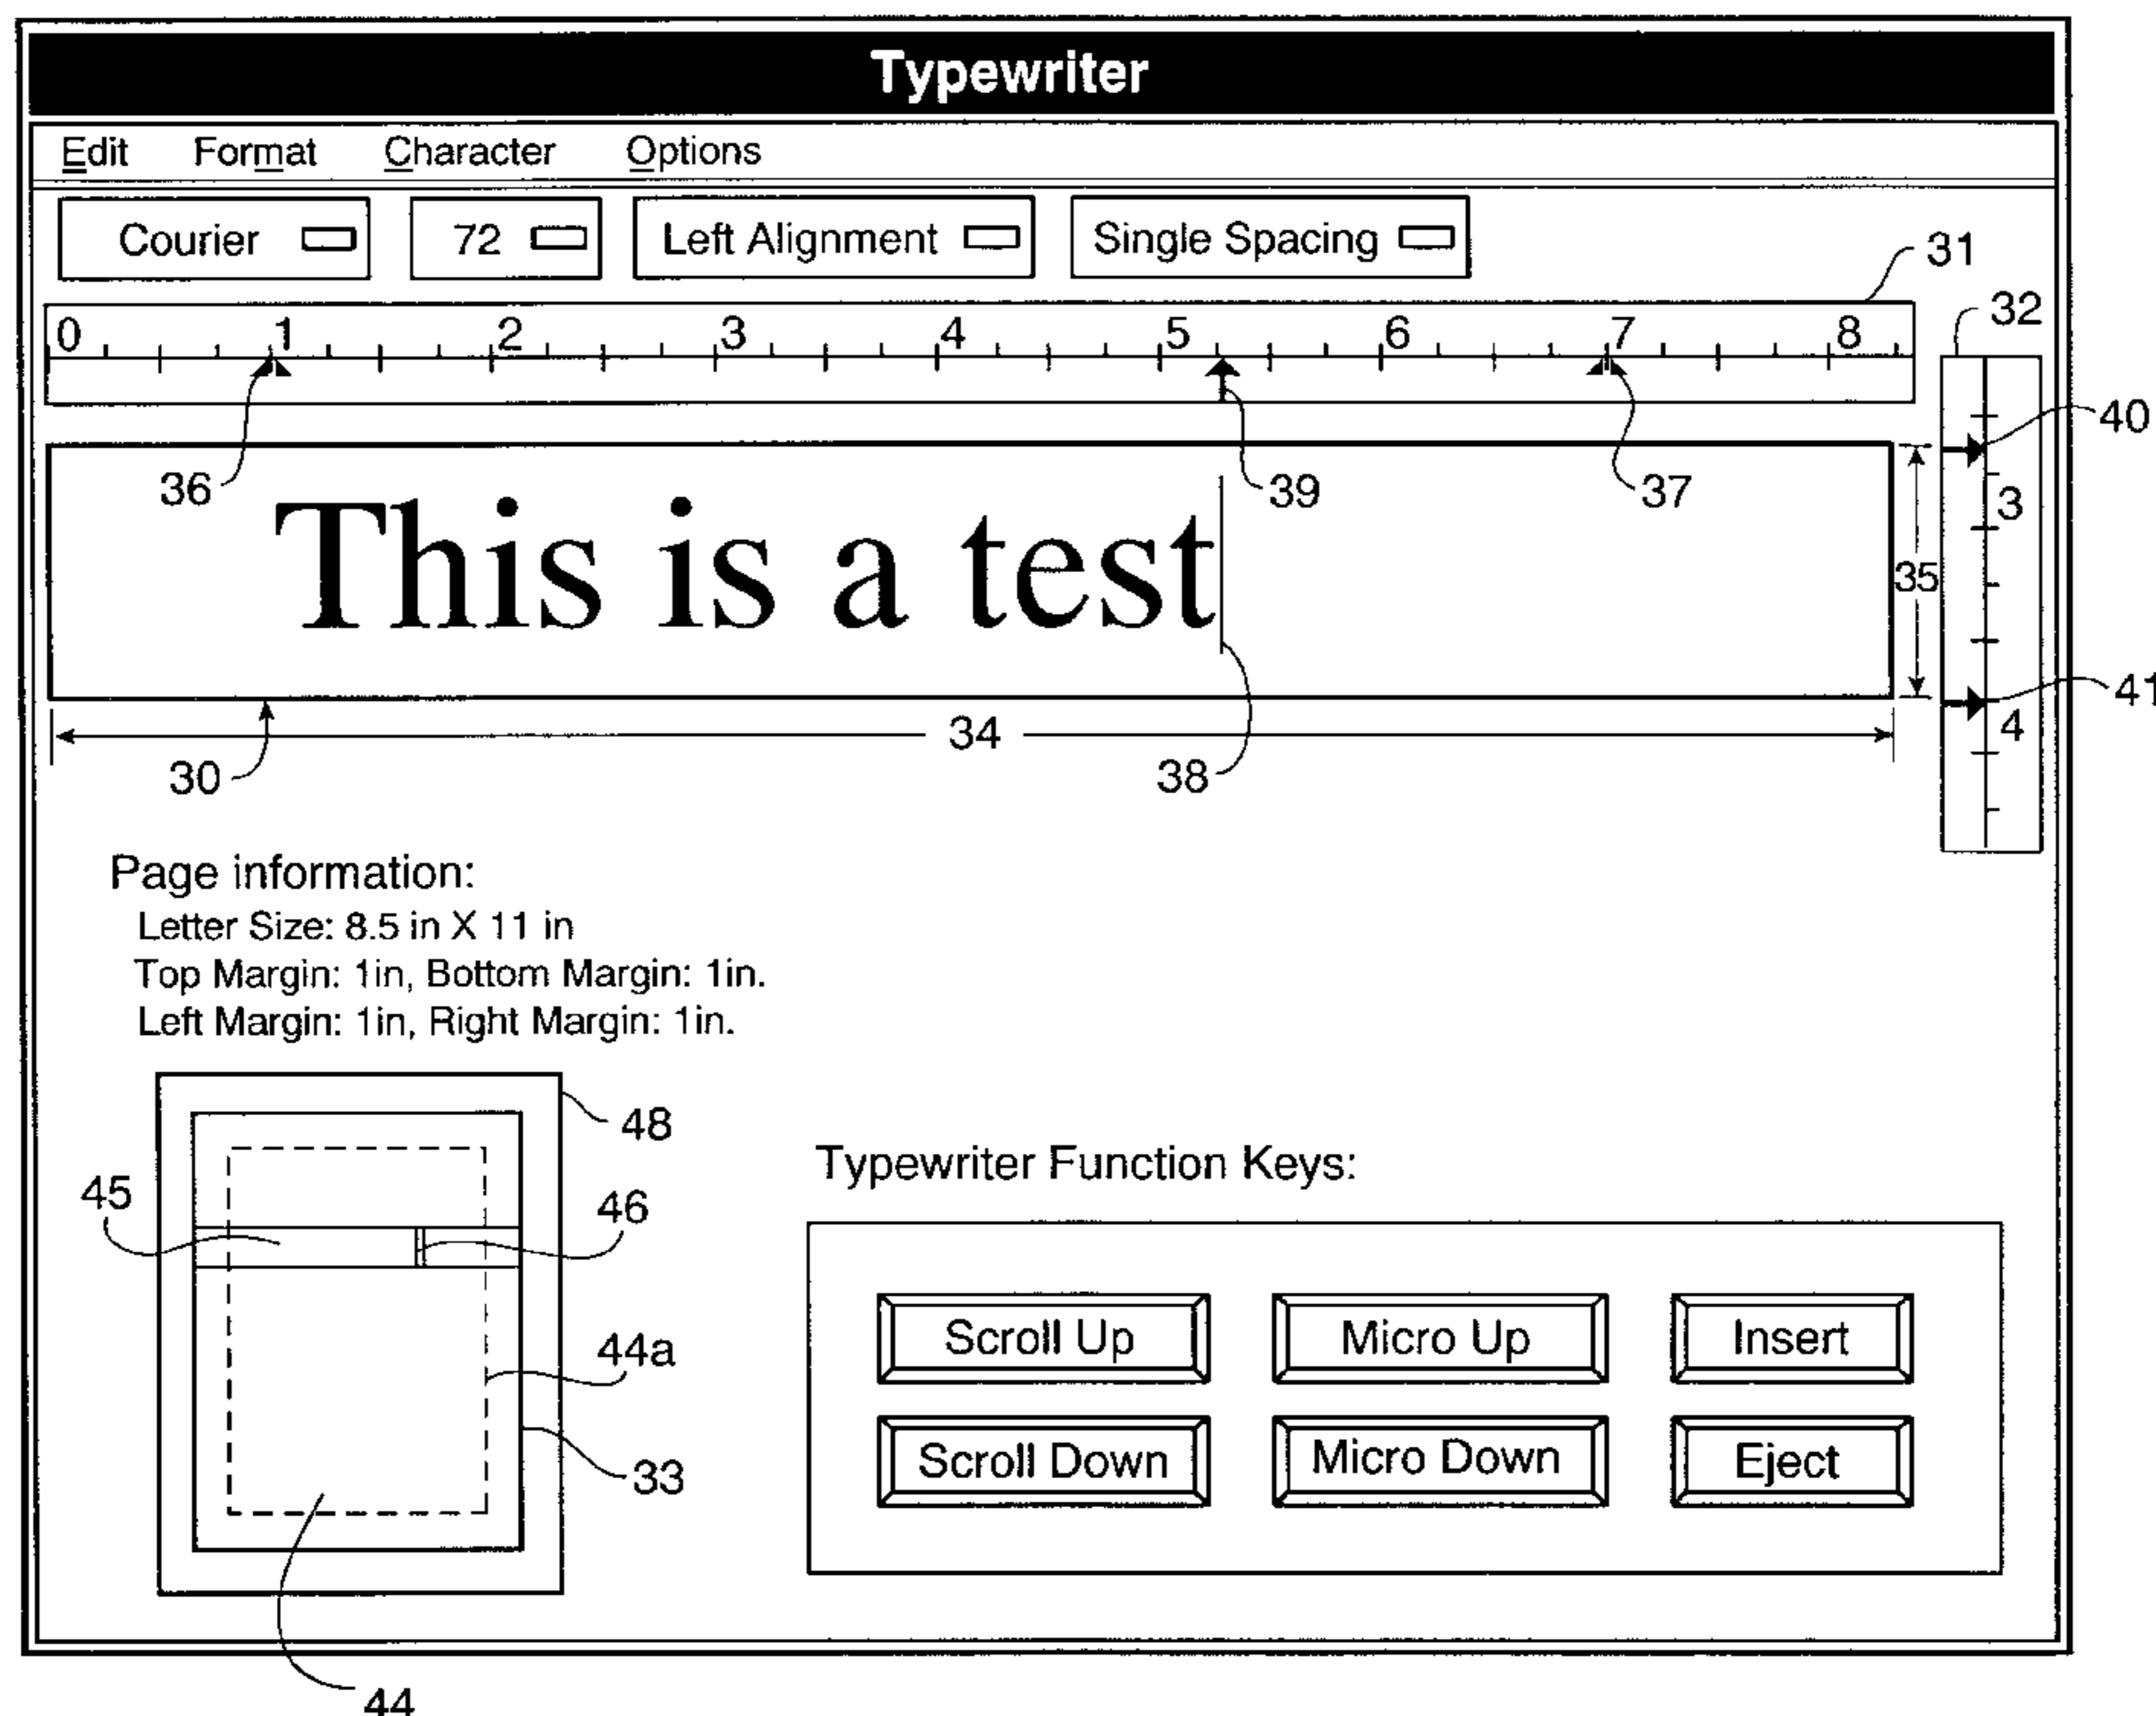 Typewriter
Edit Format Character Options
Courier 72 Left Alignment Single Spacing
31
0 1 2 3 4 5 6 7 8
32
40
36 39 37
3
This is a test
35
41
34
4
30 38
Page information:
Letter Size: 8.5 in X 11 in
Top Margin: 1in, Bottom Margin: 1in.
Left Margin: 1in, Right Margin: 1in.
48
Typewriter Function Keys:
45 46
Scroll Up Micro Up Insert
44a
Scroll Down Micro Down Eject
33
44